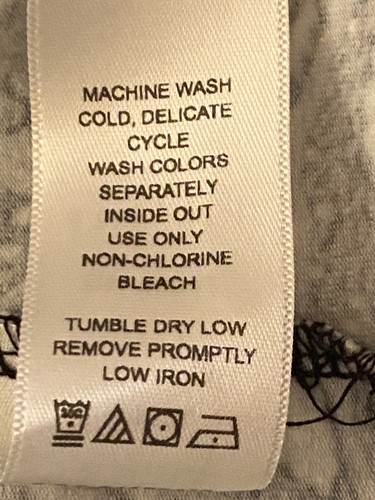 MACHINE WASH
COLD, DELICATE
CYCLE
WASH COLORS
SEPARATELY
INSIDE OUT
USE ONLY
NON-CHLORINE
BLEACH
TUMBLE DRY LOW
REMOVE PROMPTLY
LOW IRON